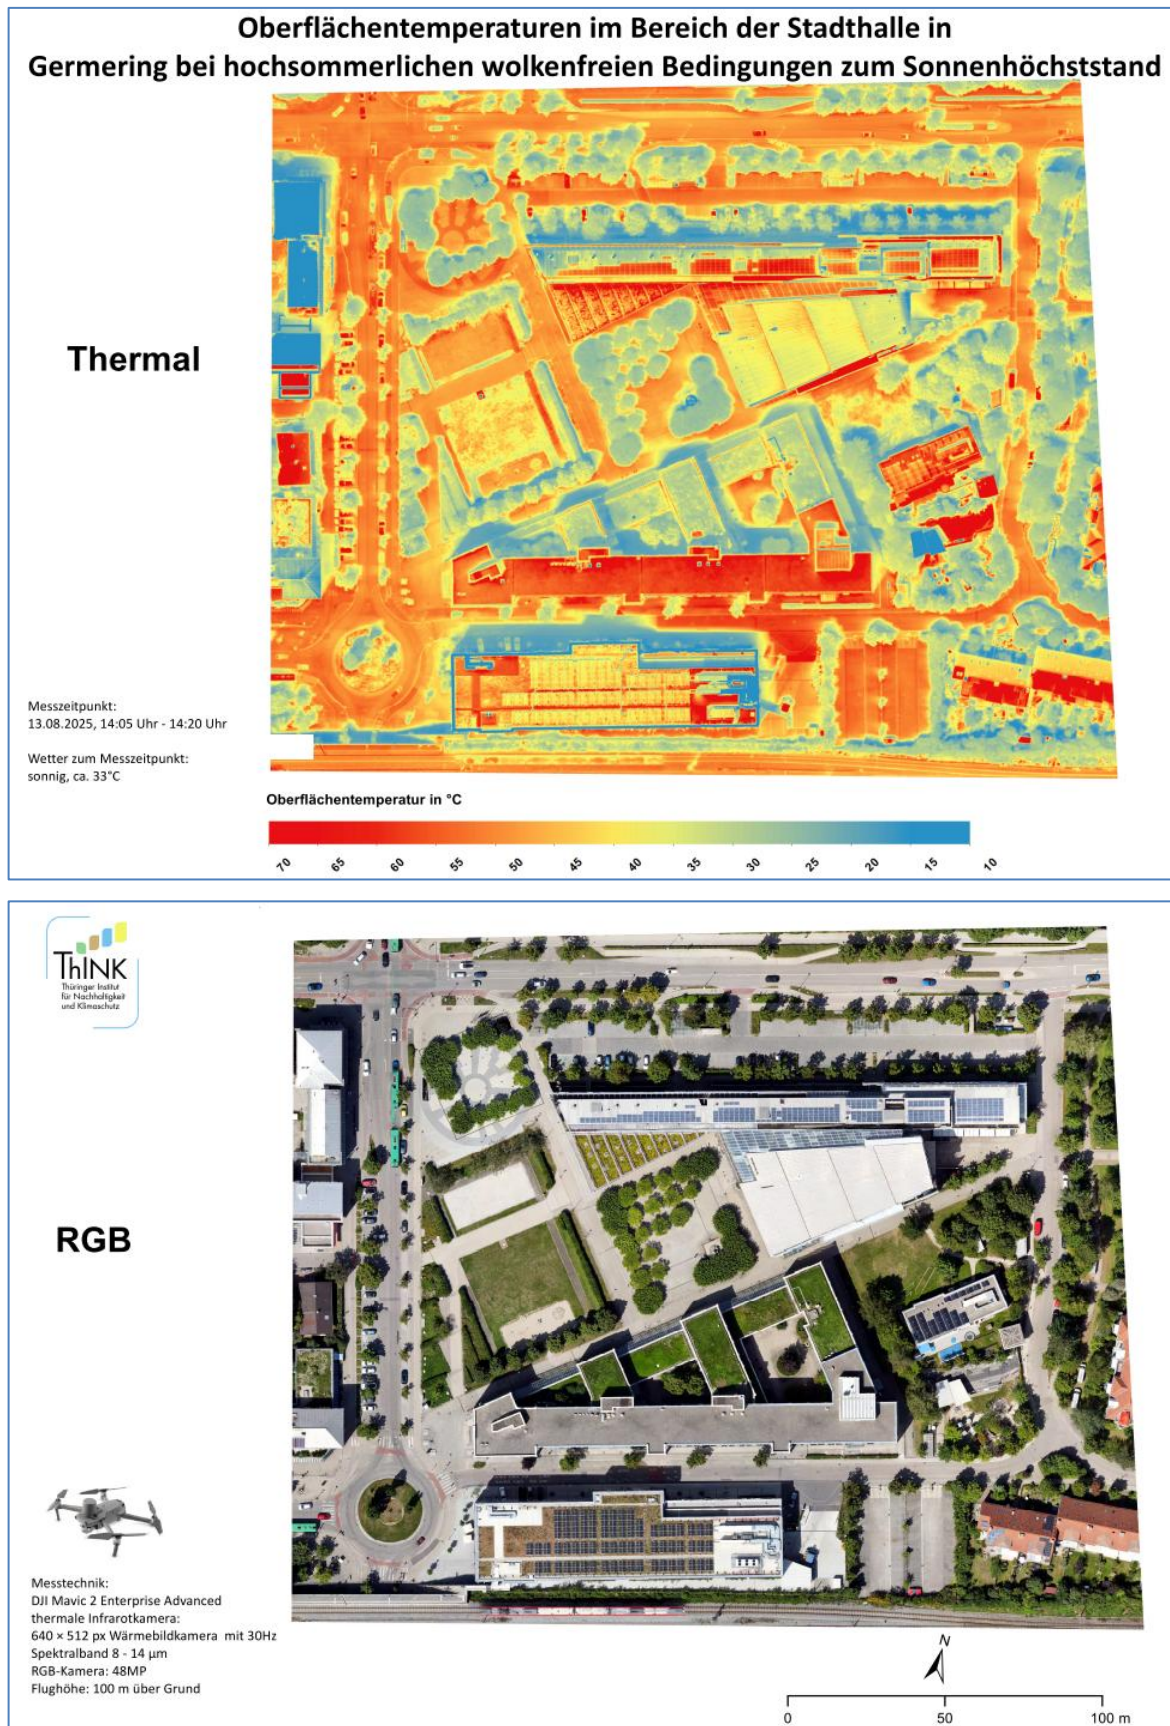 Oberflächentemperaturen im Bereich der Stadthalle in
Germering bei hochsommerlichen wolkenfreien Bedingungen zum Sonnenhöchststand
Thermal
Messzeitpunkt:
13.08.2025, 14:05 Uhr - 14:20 Uhr
Wetter zum Messzeitpunkt:
sonnig, ca. 33°C
Oberflächentemperatur in °C
70 65 60 55 50 45 40 35 30 25 20 15 10
ThINK
Thüringer Institut
für Nachhaltigkeit
und Klimaschutz
RGB
Messtechnik:
DJI Mavic 2 Enterprise Advanced
thermale Infrarotkamera:
640 × 512 px Wärmebildkamera mit 30Hz
Spektralband 8 - 14 µm
RGB-Kamera: 48MP
Flughöhe: 100 m über Grund
N
0 50 100 m